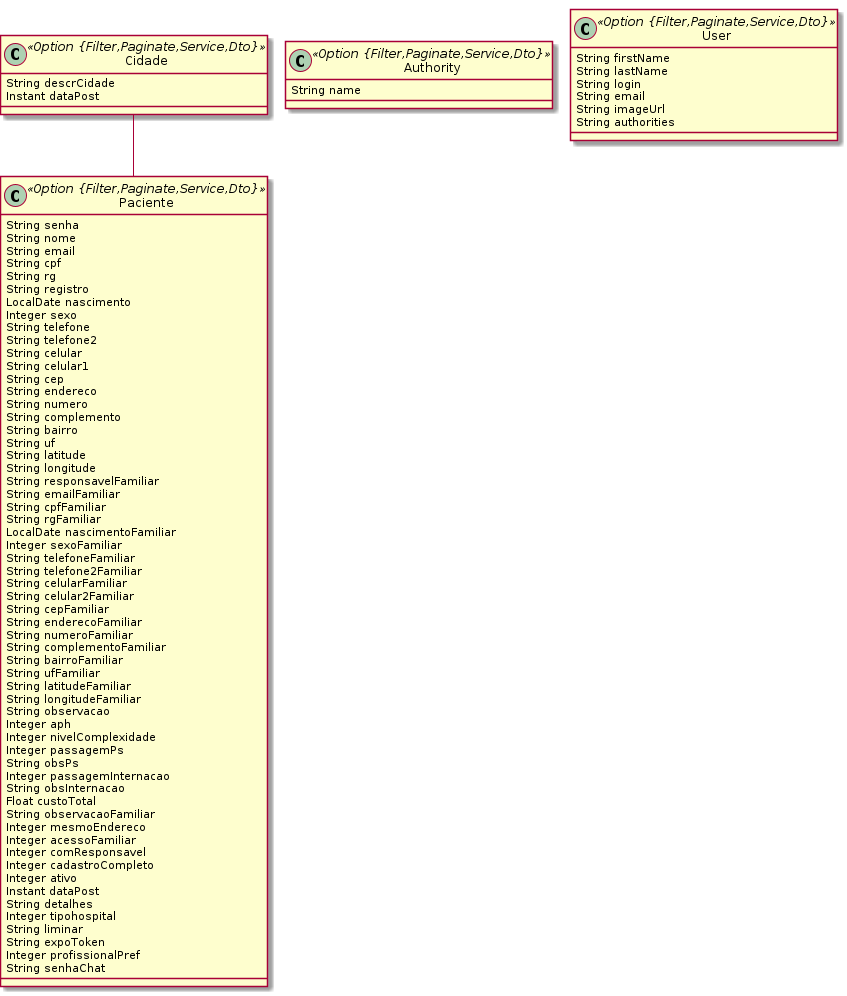 C «Option {Filter,Paginate,Service,Dto}»
Cidade
String descrCidade
Instant dataPost
C «Option {Filter,Paginate,Service,Dto}»
Authority
String name
C «Option {Filter,Paginate,Service,Dto}»
User
String firstName
String lastName
String login
String email
String imageUrl
String authorities
C «Option {Filter,Paginate,Service,Dto}»
Paciente
String senha
String nome
String email
String cpf
String rg
String registro
LocalDate nascimento
Integer sexo
String telefone
String telefone2
String celular
String celular1
String cep
String endereco
String numero
String complemento
String bairro
String uf
String latitude
String longitude
String responsavelFamiliar
String emailFamiliar
String cpfFamiliar
String rgFamiliar
LocalDate nascimentoFamiliar
Integer sexoFamiliar
String telefoneFamiliar
String telefone2Familiar
String celularFamiliar
String celular2Familiar
String cepFamiliar
String enderecoFamiliar
String numeroFamiliar
String complementoFamiliar
String bairroFamiliar
String ufFamiliar
String latitudeFamiliar
String longitudeFamiliar
String observacao
Integer aph
Integer nivelComplexidade
Integer passagemPs
String obsPs
Integer passagemInternacao
String obsInternacao
Float custoTotal
String observacaoFamiliar
Integer mesmoEndereco
Integer acessoFamiliar
Integer comResponsavel
Integer cadastroCompleto
Integer ativo
Instant dataPost
String detalhes
Integer tipohospital
String liminar
String expoToken
Integer profissionalPref
String senhaChat